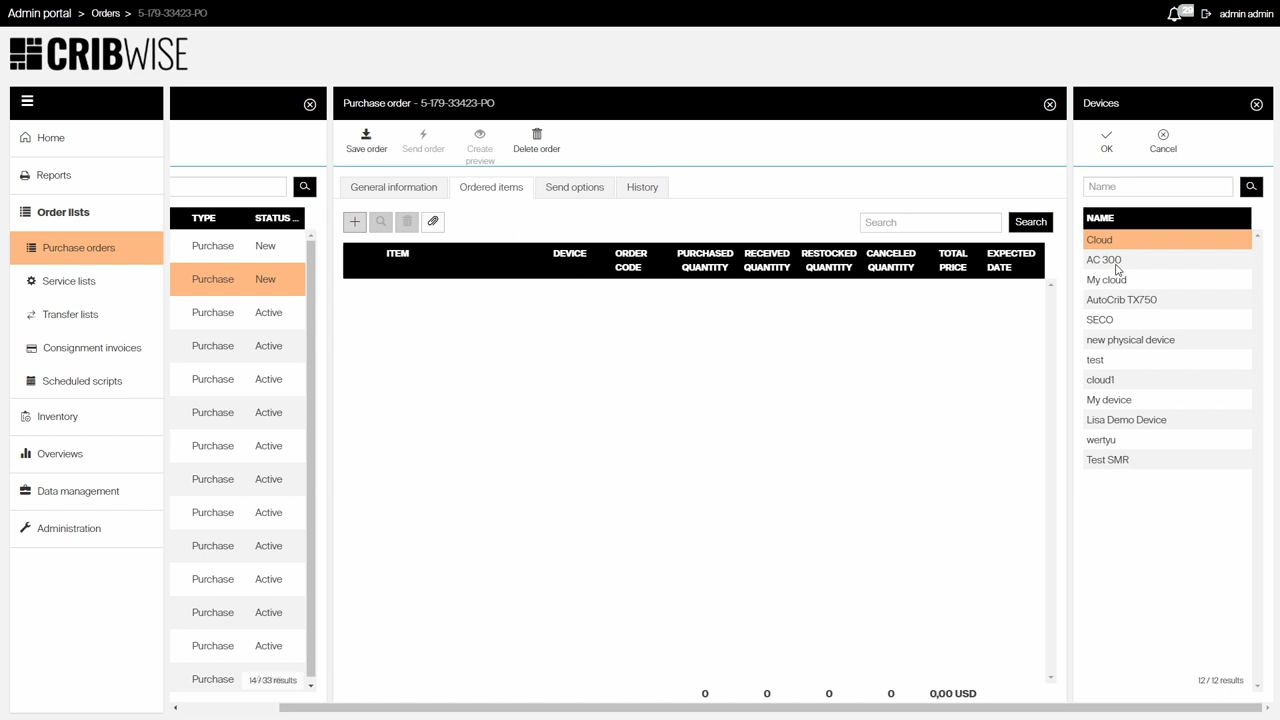 Admin portal > Orders > 5-179-33423-PO
admin admin
CRIBWISE
Home
Reports
Order lists
Purchase orders
Service lists
Transfer lists
Consignment invoices
Scheduled scripts
Inventory
Overviews
Data management
Administration
TYPE STATUS ...
Purchase New
Purchase New
Purchase Active
Purchase Active
Purchase Active
Purchase Active
Purchase Active
Purchase Active
Purchase Active
Purchase Active
Purchase Active
Purchase Active
Purchase Active
Purchase
14 / 33 results
Purchase order - 5-179-33423-PO
Save order
Send order
Create preview
Delete order
General information
Ordered items
Send options
History
Search
Search
ITEM DEVICE ORDER CODE PURCHASED QUANTITY RECEIVED QUANTITY RESTOCKED QUANTITY CANCELED QUANTITY TOTAL PRICE EXPECTED DATE
0 0 0 0 0,00 USD
Devices
OK
Cancel
Name
NAME
Cloud
AC 300
My cloud
AutoCrib TX750
SECO
new physical device
test
cloud1
My device
Lisa Demo Device
wertyu
Test SMR
12 / 12 results